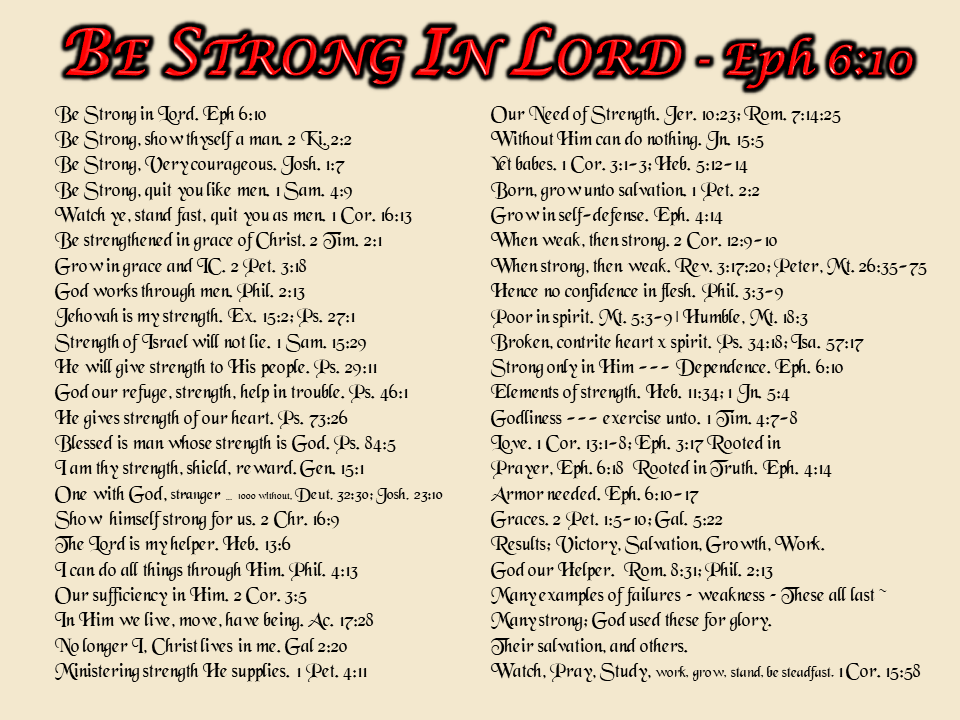 Be Strong In Lord - Eph 6:10
Be Strong in Lord. Eph 6:10
Be Strong, show thyself a man. 2 Ki. 2:2
Be Strong, Very courageous. Josh. 1:7
Be Strong, quit you like men. 1 Sam. 4:9
Watch ye, stand fast, quit you as men. 1 Cor. 16:13
Be strengthened in grace of Christ. 2 Tim. 2:1
Grow in grace and JC. 2 Pet. 3:18
God works through men. Phil. 2:13
Jehovah is my strength. Ex. 15:2; Ps. 27:1
Strength of Israel will not lie. 1 Sam. 15:29
He will give strength to His people. Ps. 29:11
God our refuge, strength, help in trouble. Ps. 46:1
He gives strength of our heart. Ps. 73:26
Blessed is man whose strength is God. Ps. 84:5
I am thy strength, shield, reward. Gen. 15:1
One with God, stranger ... 1000 without, Deut. 32:30; Josh. 23:10
Show himself strong for us. 2 Chr. 16:9
The Lord is my helper. Heb. 13:6
I can do all things through Him. Phil. 4:13
Our sufficiency in Him. 2 Cor. 3:5
In Him we live, move, have being. Ac. 17:28
No longer I, Christ lives in me. Gal 2:20
Ministering strength He supplies. 1 Pet. 4:11
Our Need of Strength. Jer. 10:23; Rom. 7:14:25
Without Him can do nothing. Jn. 15:5
Yet babes. 1 Cor. 3:1-3; Heb. 5:12-14
Born, grow unto salvation. 1 Pet. 2:2
Grow in self-defense. Eph. 4:14
When weak, then strong. 2 Cor. 12:9-10
When strong, then weak. Rev. 3:17:20; Peter, Mt. 26:35-75
Hence no confidence in flesh. Phil. 3:3-9
Poor in spirit. Mt. 5:3-9 | Humble, Mt. 18:3
Broken, contrite heart x spirit. Ps. 34:18; Isa. 57:17
Strong only in Him --- Dependence. Eph. 6:10
Elements of strength. Heb. 11:34; 1 Jn. 5:4
Godliness --- exercise unto. 1 Tim. 4:7-8
Love. 1 Cor. 13:1-8; Eph. 3:17 Rooted in
Prayer, Eph. 6:18 Rooted in Truth. Eph. 4:14
Armor needed. Eph. 6:10-17
Graces. 2 Pet. 1:5-10; Gal. 5:22
Results; Victory, Salvation, Growth, Work.
God our Helper. Rom. 8:31; Phil. 2:13
Many examples of failures - weakness - These all last ~
Many strong; God used these for glory.
Their salvation, and others.
Watch, Pray, Study, work, grow, stand, be steadfast. 1 Cor. 15:58